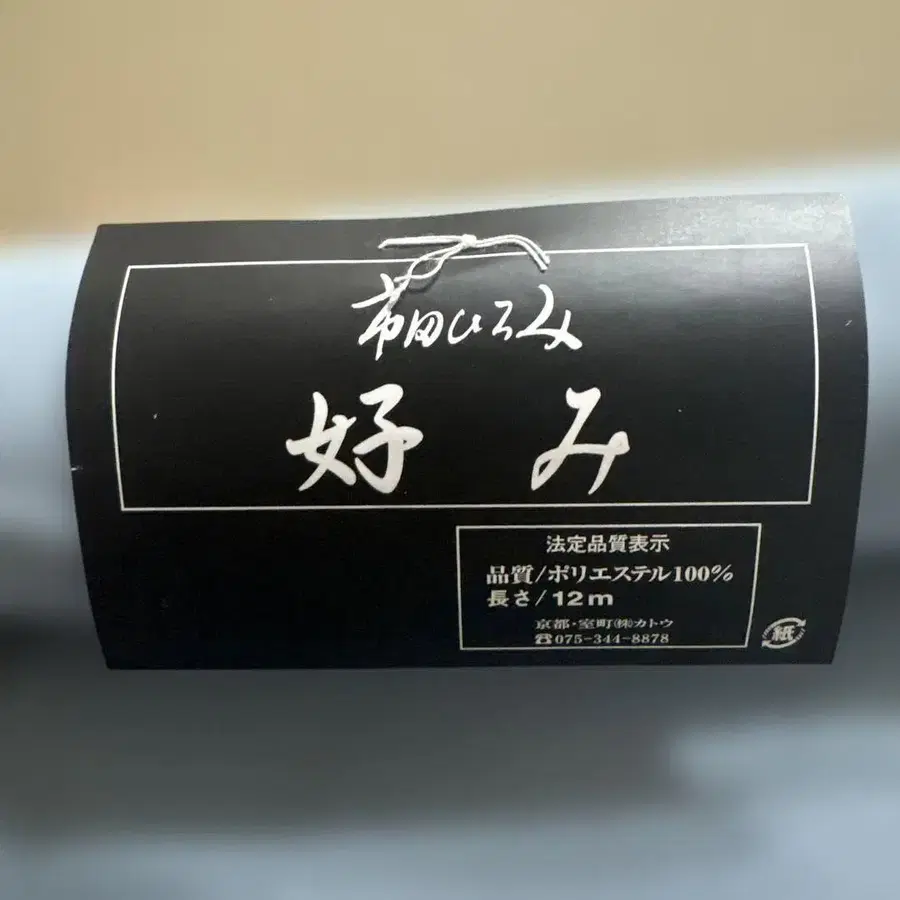 市田ひろみ
好み
法定品質表示
品質/ポリエステル100%
長さ/12m
京都・室町㈱カトウ
☎075-344-8878
紙